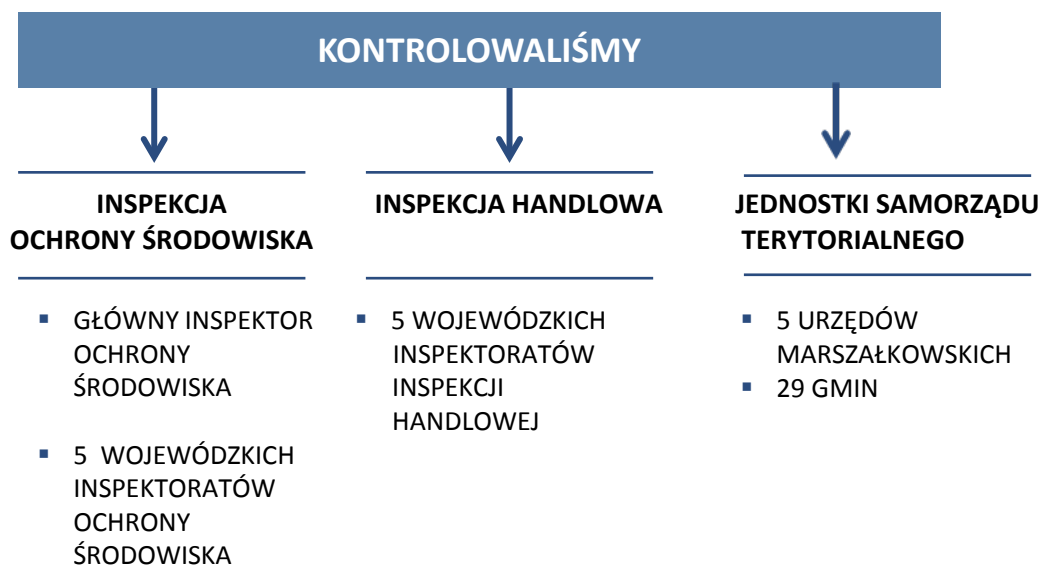 KONTROLOWALIŚMY
INSPEKCJA
OCHRONY ŚRODOWISKA
▪ GŁÓWNY INSPEKTOR
OCHRONY
ŚRODOWISKA
▪ 5 WOJEWÓDZKICH
INSPEKTORATÓW
OCHRONY
ŚRODOWISKA
INSPEKCJA HANDLOWA
▪ 5 WOJEWÓDZKICH
INSPEKTORATÓW
INSPEKCJI
HANDLOWEJ
JEDNOSTKI SAMORZĄDU
TERYTORIALNEGO
▪ 5 URZĘDÓW
MARSZAŁKOWSKICH
▪ 29 GMIN